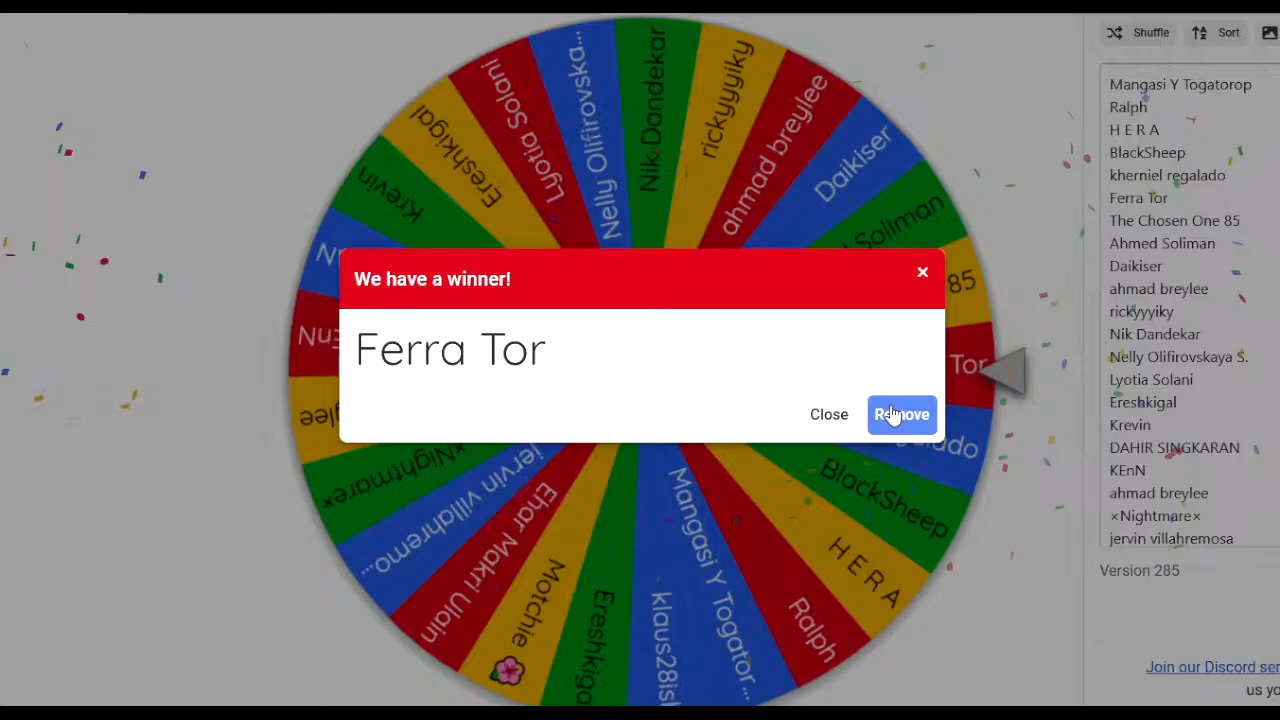 Shuffle
Sort
Mangasi Y Togatorop
Ralph
H E R A
BlackSheep
kherniel regalado
Ferra Tor
The Chosen One 85
Ahmed Soliman
Daikiser
ahmad breylee
rickyyyiky
Nik Dandekar
Nelly Olifirovskaya S.
Lyotia Solani
Ereshkigal
Krevin
DAHIR SINGKARAN
KEnN
ahmad breylee
×Nightmare×
jervin villahremosa
Version 285
Join our Discord ser
us yo
We have a winner!
×
Ferra Tor
Close
Remove
Krevin
Ereshkigal
Lyotia Solani
Nelly Olifirovska...
Nik Dandekar
rickyyyiky
ahmad breylee
Daikiser
Soliman
85
Tor
BlackSheep
H E R A
Ralph
Mangasi Y Togator...
klaus28isl
Ereshkigo
Motchie 🌺
Ehar Makri Ulain
jervin villahremo...
×Nightmare×